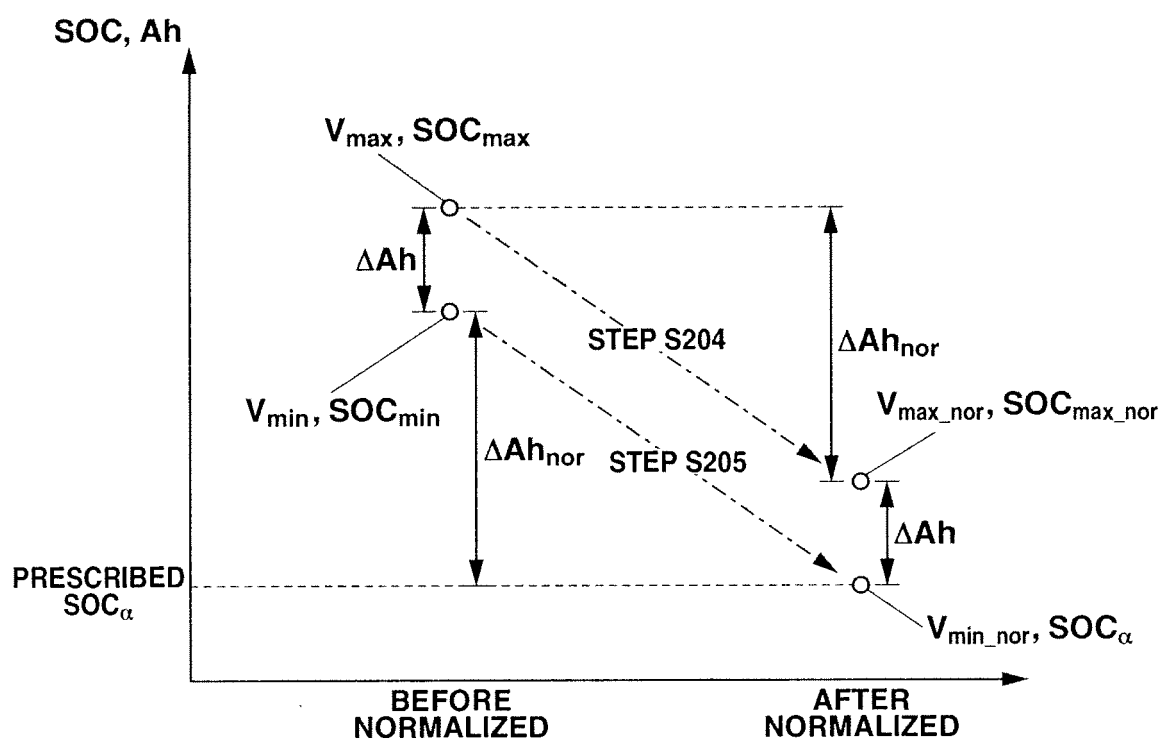 SOC, Ah
Vmax, SOCmax
ΔAh
STEP S204
ΔAhnor
Vmin, SOCmin
Vmax_nor, SOCmax_nor
ΔAhnor
STEP S205
ΔAh
PRESCRIBED
SOCα
Vmin_nor, SOCα
BEFORE
NORMALIZED
AFTER
NORMALIZED